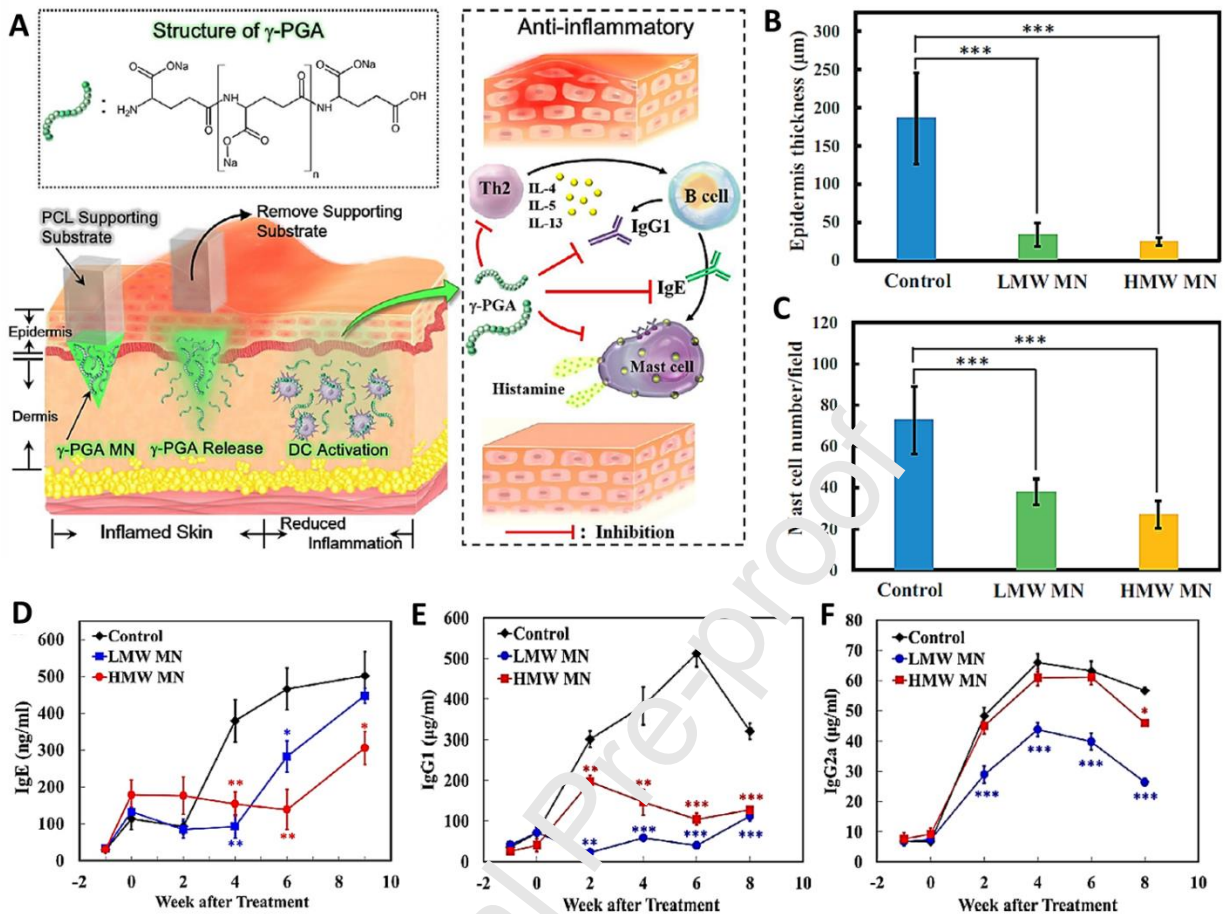 A
Structure of γ-PGA
:
ONa
O
H₂N
O
NH
O
O
Na
n
NH
O
ONa
O
OH
PCL Supporting
Substrate
Remove Supporting
Substrate
Epidermis
Dermis
γ-PGA MN
γ-PGA Release
DC Activation
Inflamed Skin
Reduced
Inflammation
Anti-inflammatory
Th2
IL-4
IL-5
IL-13
B cell
IgG1
IgE
γ-PGA
Mast cell
Histamine
: Inhibition
B
Epidermis thickness (μm)
300
250
200
150
100
50
0
***
***
Control
LMW MN
HMW MN
C
Mast cell number/field
120
100
80
60
40
20
0
***
***
Control
LMW MN
HMW MN
D
IgE (ng/ml)
600
500
400
300
200
100
0
Control
LMW MN
HMW MN
**
**
*
**
*
-2
0
2
4
6
8
10
Week after Treatment
E
IgG1 (μg/ml)
600
500
400
300
200
100
0
Control
LMW MN
HMW MN
**
**
**
***
***
***
***
***
-2
0
2
4
6
8
10
Week after Treatment
F
IgG2a (μg/ml)
80
70
60
50
40
30
20
10
0
Control
LMW MN
HMW MN
***
***
***
*
***
-2
0
2
4
6
8
10
Week after Treatment
Pre-proof